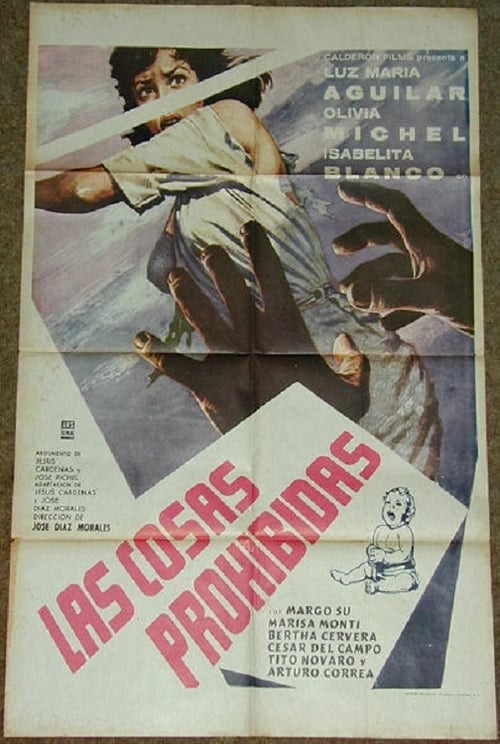 CALDERON FILMS presenta a
LUZ MARIA
AGUILAR
OLIVIA
MICHEL
ISABELITA
BLANCO
ARGUMENTO DE
JESUS
CARDENAS y
JOSE PICHEL
ADAPTACION DE
JESUS CARDENAS
y JOSE
DIAZ MORALES
DIRECCION DE
JOSE DIAZ MORALES
LAS COSAS
PROHIBIDAS
con MARGO SU
MARISA MONTI
BERTHA CERVERA
CESAR DEL CAMPO
TITO NOVARO y
ARTURO CORREA